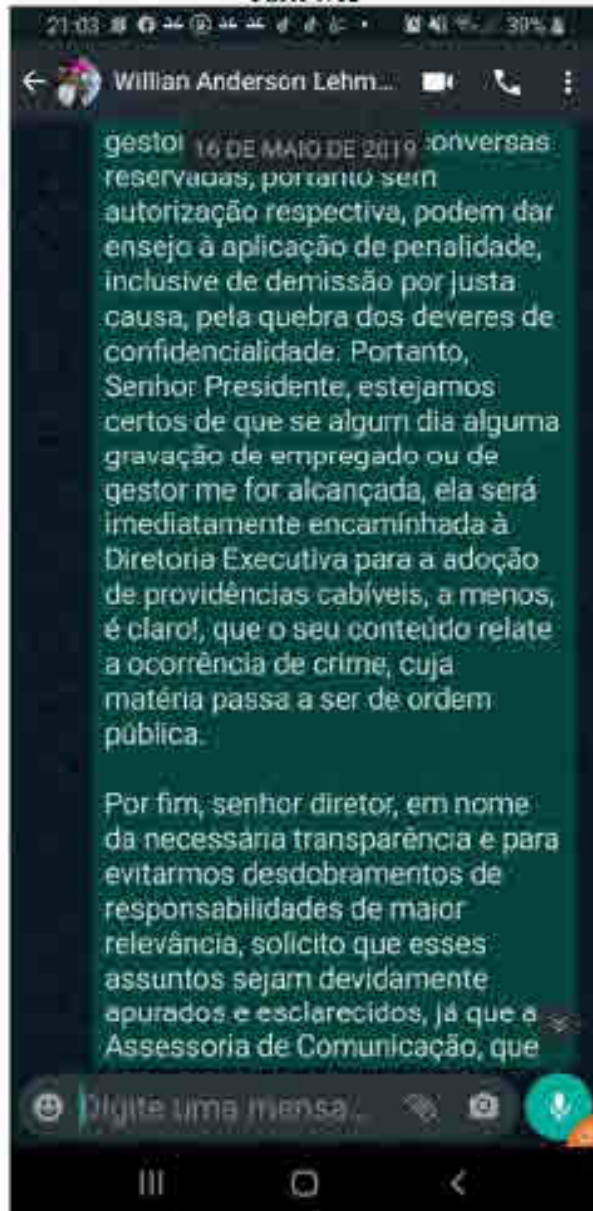 21:03 39%
Willian Anderson Lehm...
16 DE MAIO DE 2019
gestor conversas
reservadas, portanto sem
autorização respectiva, podem dar
ensejo à aplicação de penalidade,
inclusive de demissão por justa
causa, pela quebra dos deveres de
confidencialidade. Portanto,
Senhor Presidente, estejamos
certos de que se algum dia alguma
gravação de empregado ou de
gestor me for alcançada, ela será
imediatamente encaminhada à
Diretoria Executiva para a adoção
de providências cabíveis, a menos,
é claro!, que o seu conteúdo relate
a ocorrência de crime, cuja
matéria passa a ser de ordem
pública.
Por fim, senhor diretor, em nome
da necessária transparência e para
evitarmos desdobramentos de
responsabilidades de maior
relevância, solicito que esses
assuntos sejam devidamente
apurados e esclarecidos, já que a
Assessoria de Comunicação, que
Digite uma mensa...